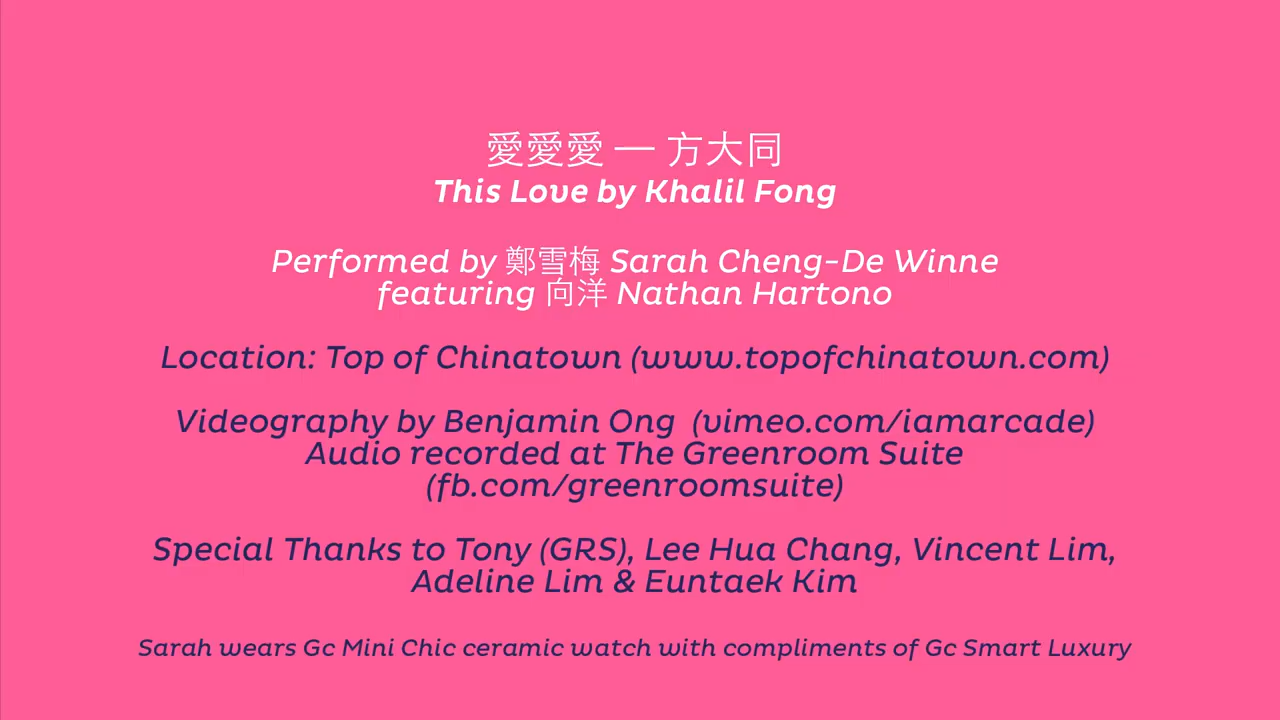 愛愛愛 — 方大同
This Love by Khalil Fong
Performed by 鄭雪梅 Sarah Cheng-De Winne
featuring 向洋 Nathan Hartono
Location: Top of Chinatown (www.topofchinatown.com)
Videography by Benjamin Ong (vimeo.com/iamarcade)
Audio recorded at The Greenroom Suite
(fb.com/greenroomsuite)
Special Thanks to Tony (GRS), Lee Hua Chang, Vincent Lim,
Adeline Lim & Euntaek Kim
Sarah wears Gc Mini Chic ceramic watch with compliments of Gc Smart Luxury